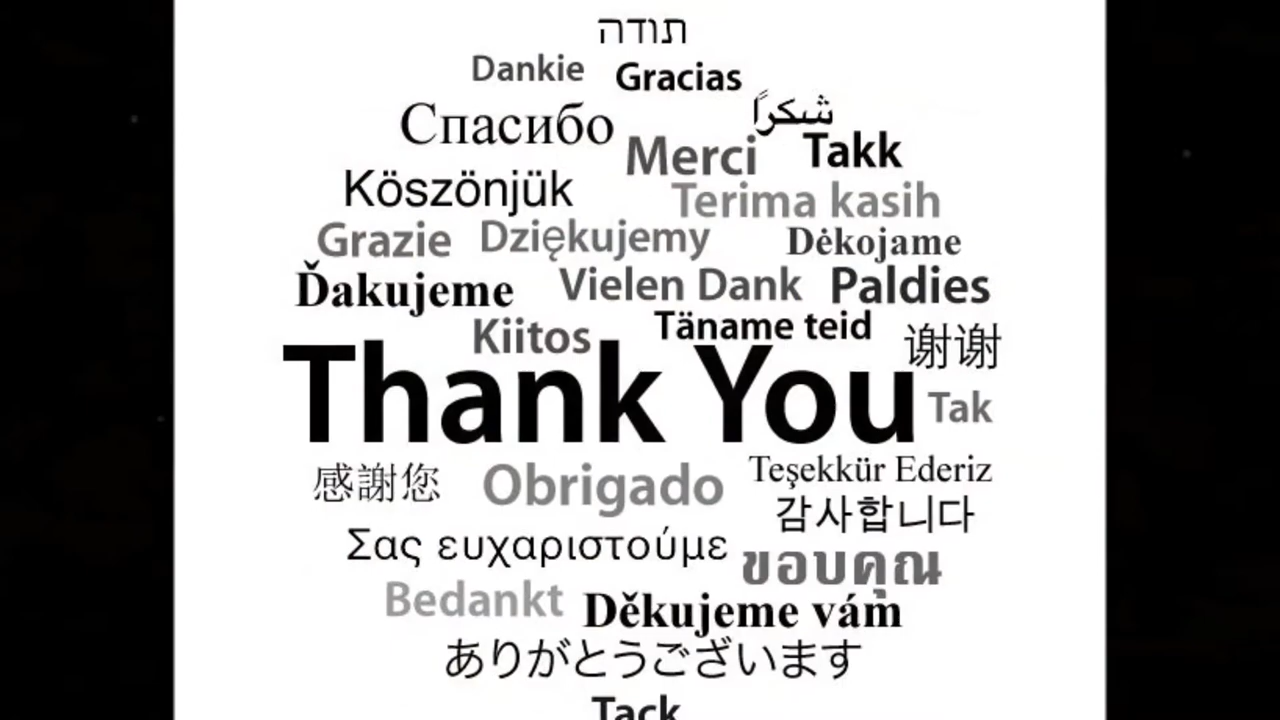 תודה
Dankie Gracias
Спасибо شكراً
Merci Takk
Köszönjük Terima kasih
Grazie Dziękujemy Dėkojame
Ďakujeme Vielen Dank Paldies
Kiitos Täname teid 谢谢
Thank You Tak
感謝您 Obrigado Teşekkür Ederiz
감사합니다
Σας ευχαριστούμε ขอบคุณ
Bedankt Děkujeme vám
ありがとうございます
Tack